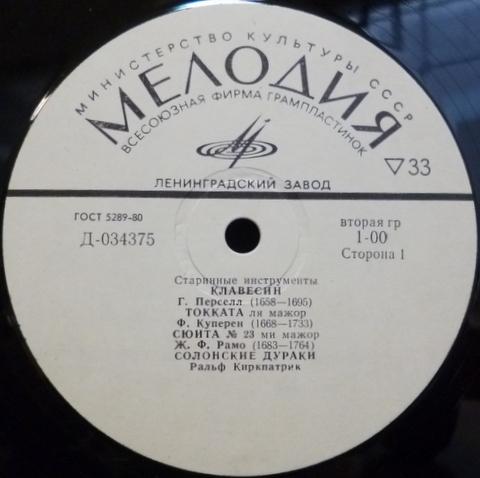 МИНИСТЕРСТВО КУЛЬТУРЫ СССР
МЕЛОДИЯ
ВСЕСОЮЗНАЯ ФИРМА ГРАМПЛАСТИНОК
▽33
ЛЕНИНГРАДСКИЙ ЗАВОД
ГОСТ 5289-80
Д-034375
вторая гр
1-00
Сторона 1
Старинные инструменты
КЛАВЕСИН
Г. Перселл (1658—1695)
ТОККАТА ля мажор
Ф. Куперен (1668—1733)
СЮИТА № 23 ми мажор
Ж. Ф. Рамо (1683—1764)
СОЛОНСКИЕ ДУРАКИ
Ральф Киркпатрик